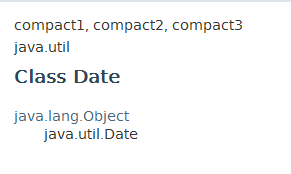 compact1, compact2, compact3
java.util
Class Date
java.lang.Object
java.util.Date